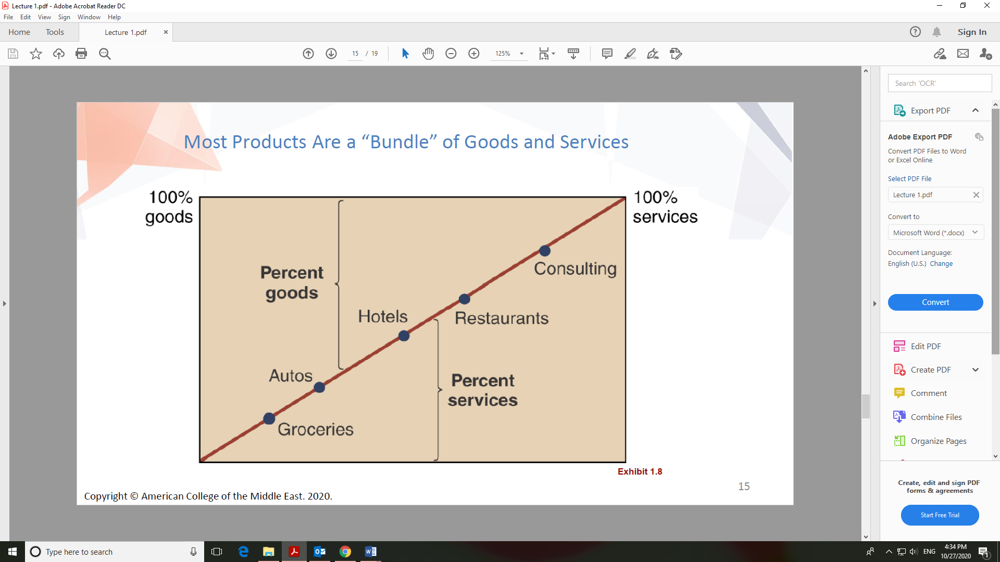 Lecture 1.pdf - Adobe Acrobat Reader DC
File Edit View Sign Window Help
Home Tools Lecture 1.pdf Sign In
15 / 19 125%
Most Products Are a “Bundle” of Goods and Services
100%
goods
100%
services
Percent
goods
Consulting
Hotels
Restaurants
Autos
Percent
services
Groceries
Exhibit 1.8
15
Copyright © American College of the Middle East. 2020.
Search 'OCR'
Export PDF
Adobe Export PDF
Convert PDF Files to Word
or Excel Online
Select PDF File
Lecture 1.pdf
Convert to
Microsoft Word (*.docx)
Document Language:
English (U.S.) Change
Convert
Edit PDF
Create PDF
Comment
Combine Files
Organize Pages
Create, edit and sign PDF
forms & agreements
Start Free Trial
Type here to search
ENG
4:34 PM
10/27/2020
1